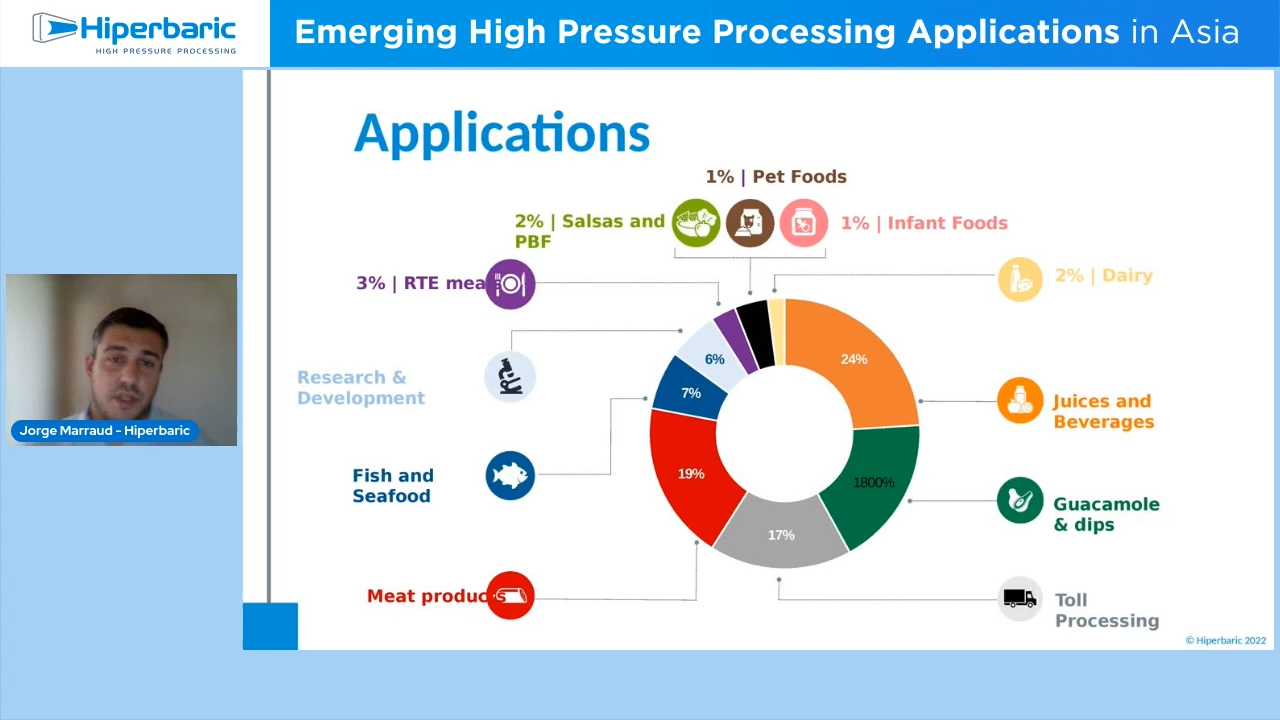 Hiperbaric
HIGH PRESSURE PROCESSING
Emerging High Pressure Processing Applications in Asia
Applications
1% | Pet Foods
2% | Salsas and
PBF
1% | Infant Foods
3% | RTE mea
2% | Dairy
6%
24%
Research &
Development
7%
Juices and
Beverages
Jorge Marraud - Hiperbaric
Fish and
Seafood
19%
1800%
Guacamole
& dips
17%
Meat products
Toll
Processing
© Hiperbaric 2022